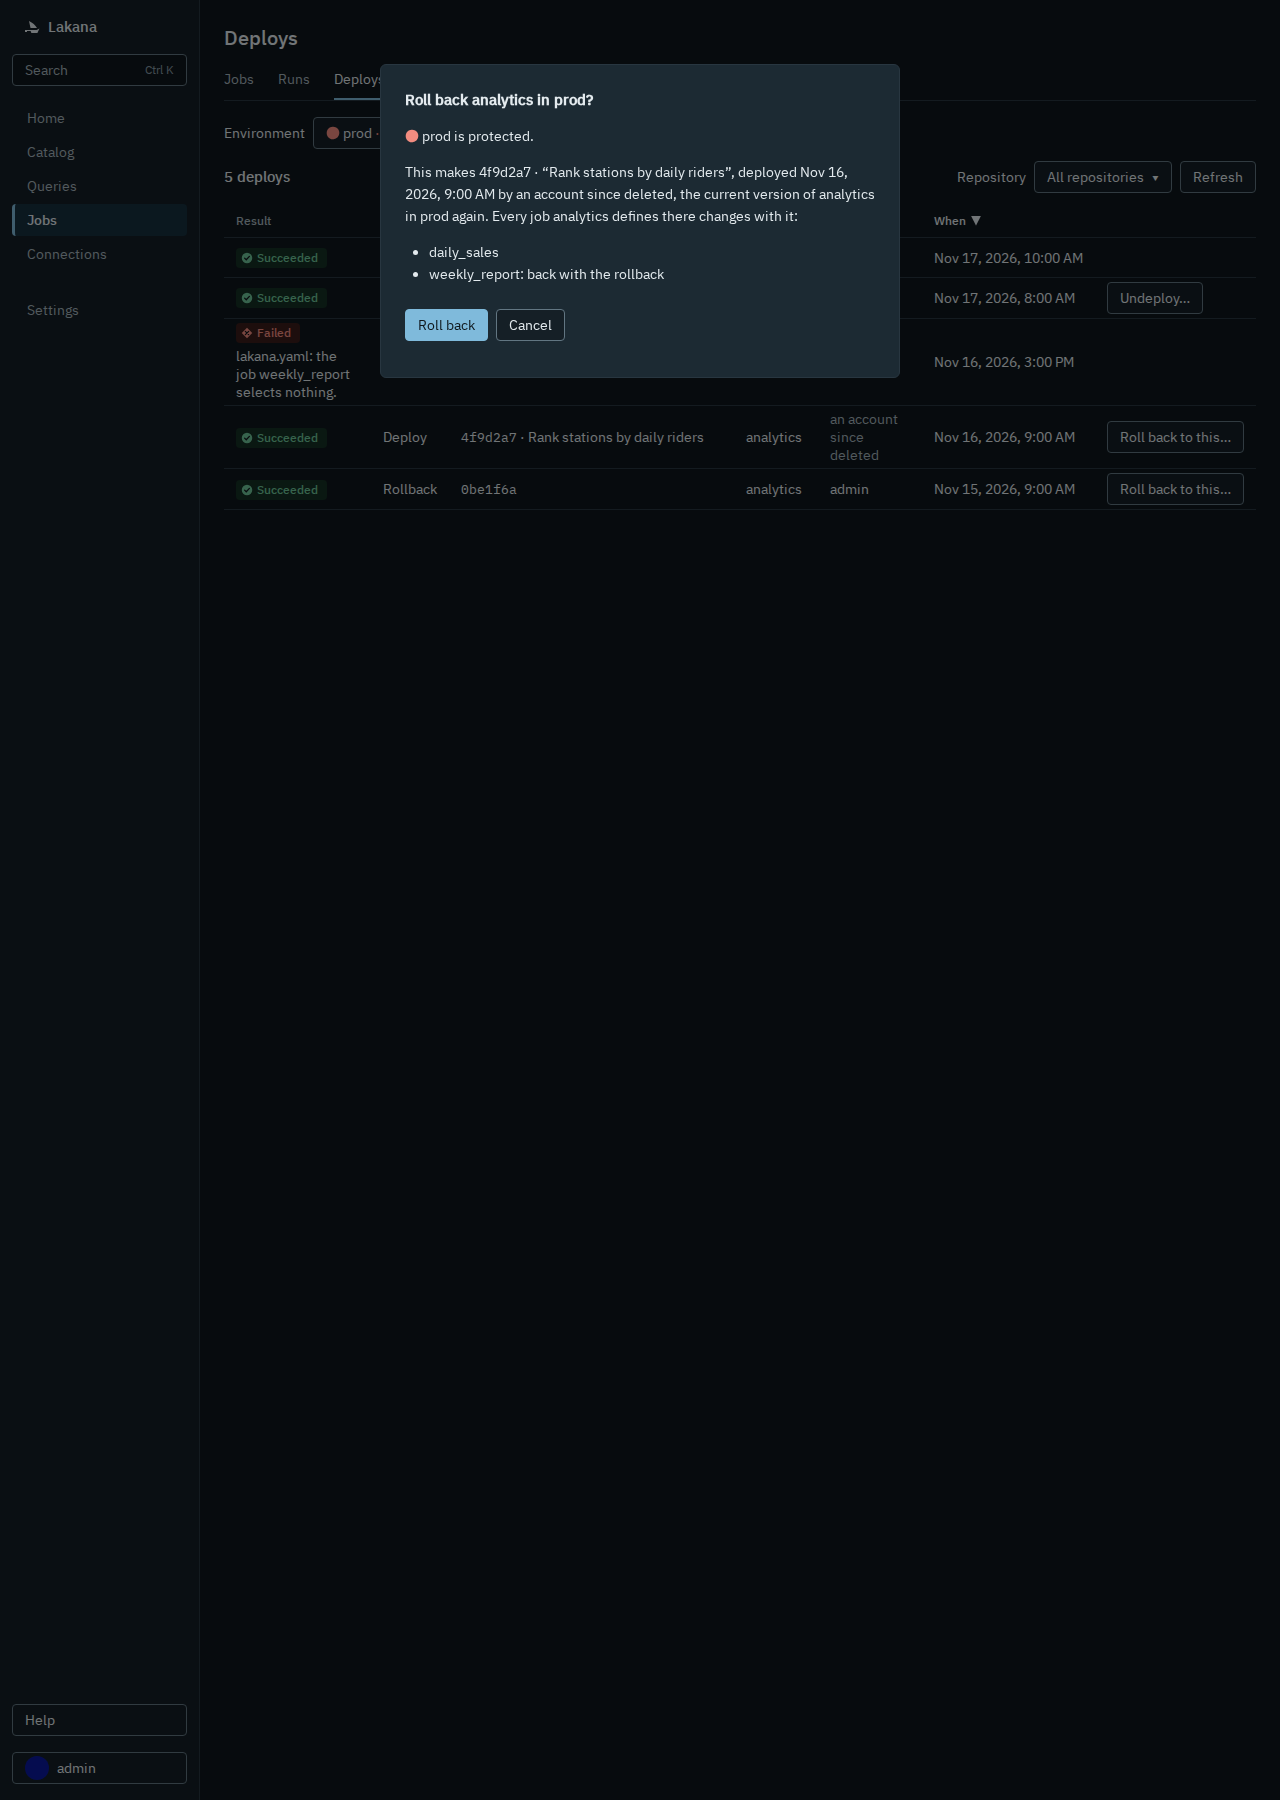 Lakana
Search Ctrl K
Home
Catalog
Queries
Jobs
Connections
Settings
Help
admin
Deploys
Jobs Runs Deploys
Environment prod ·
5 deploys Repository All repositories ▾ Refresh
Result When ▼
Succeeded Nov 17, 2026, 10:00 AM
Succeeded Nov 17, 2026, 8:00 AM Undeploy...
Failed
lakana.yaml: the
job weekly_report
selects nothing.
Nov 16, 2026, 3:00 PM
Succeeded Deploy 4f9d2a7 · Rank stations by daily riders analytics an account
since
deleted
Nov 16, 2026, 9:00 AM Roll back to this...
Succeeded Rollback 0be1f6a analytics admin Nov 15, 2026, 9:00 AM Roll back to this...
Roll back analytics in prod?
prod is protected.
This makes 4f9d2a7 · “Rank stations by daily riders”, deployed Nov 16,
2026, 9:00 AM by an account since deleted, the current version of analytics
in prod again. Every job analytics defines there changes with it:
• daily_sales
• weekly_report: back with the rollback
Roll back Cancel